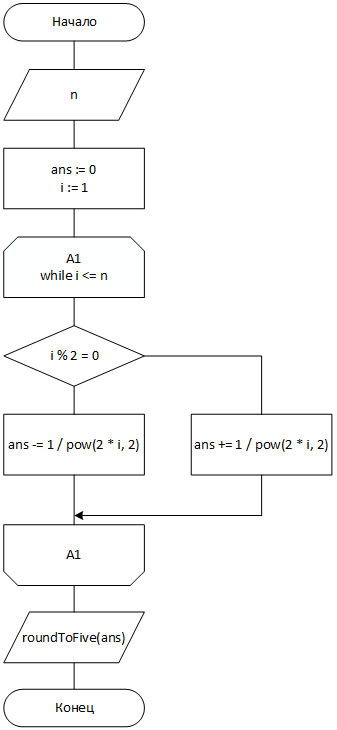 Начало
n
ans := 0
i := 1
A1
while i <= n
i % 2 = 0
ans -= 1 / pow(2 * i, 2)
ans += 1 / pow(2 * i, 2)
A1
roundToFive(ans)
Конец